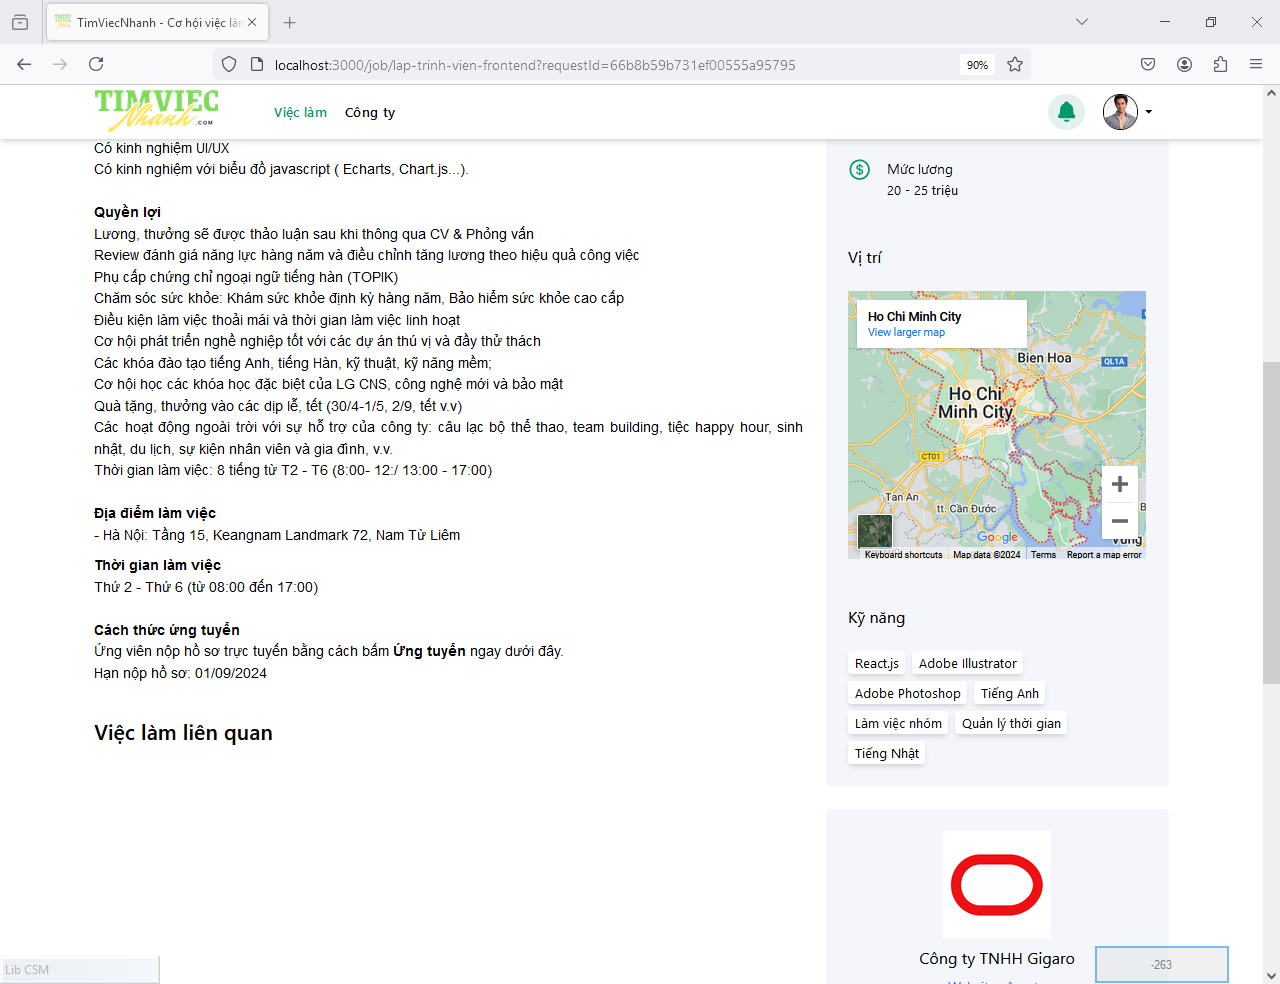 TimViecNhanh - Cơ hội việc làn
localhost:3000/job/lap-trinh-vien-frontend?requestId=66b8b59b731ef00555a95795
90%
TIMVIEC
Nhanh
.COM
Việc làm
Công ty
Có kinh nghiệm UI/UX
Có kinh nghiệm với biểu đồ javascript ( Echarts, Chart.js...).
Quyền lợi
Lương, thưởng sẽ được thảo luận sau khi thông qua CV & Phỏng vấn
Review đánh giá năng lực hàng năm và điều chỉnh tăng lương theo hiệu quả công việc
Phụ cấp chứng chỉ ngoại ngữ tiếng hàn (TOPIK)
Chăm sóc sức khỏe: Khám sức khỏe định kỳ hàng năm, Bảo hiểm sức khỏe cao cấp
Điều kiện làm việc thoải mái và thời gian làm việc linh hoạt
Cơ hội phát triển nghề nghiệp tốt với các dự án thú vị và đầy thử thách
Các khóa đào tạo tiếng Anh, tiếng Hàn, kỹ thuật, kỹ năng mềm;
Cơ hội học các khóa học đặc biệt của LG CNS, công nghệ mới và bảo mật
Quà tặng, thưởng vào các dịp lễ, tết (30/4-1/5, 2/9, tết v.v)
Các hoạt động ngoài trời với sự hỗ trợ của công ty: câu lạc bộ thể thao, team building, tiệc happy hour, sinh
nhật, du lịch, sự kiện nhân viên và gia đình, v.v.
Thời gian làm việc: 8 tiếng từ T2 - T6 (8:00- 12:/ 13:00 - 17:00)
Địa điểm làm việc
- Hà Nội: Tầng 15, Keangnam Landmark 72, Nam Từ Liêm
Thời gian làm việc
Thứ 2 - Thứ 6 (từ 08:00 đến 17:00)
Cách thức ứng tuyển
Ứng viên nộp hồ sơ trực tuyến bằng cách bấm Ứng tuyển ngay dưới đây.
Hạn nộp hồ sơ: 01/09/2024
Việc làm liên quan
Mức lương
20 - 25 triệu
Vị trí
Ho Chi Minh City
View larger map
Bien Hoa
QL1A
Ho Chi
Minh City
CT01
Tan An
tt. Cần Đước
B
Vung
Google
Keyboard shortcuts
Map data ©2024
Terms
Report a map error
Kỹ năng
React.js
Adobe Illustrator
Adobe Photoshop
Tiếng Anh
Làm việc nhóm
Quản lý thời gian
Tiếng Nhật
Công ty TNHH Gigaro
Lib CSM
-263